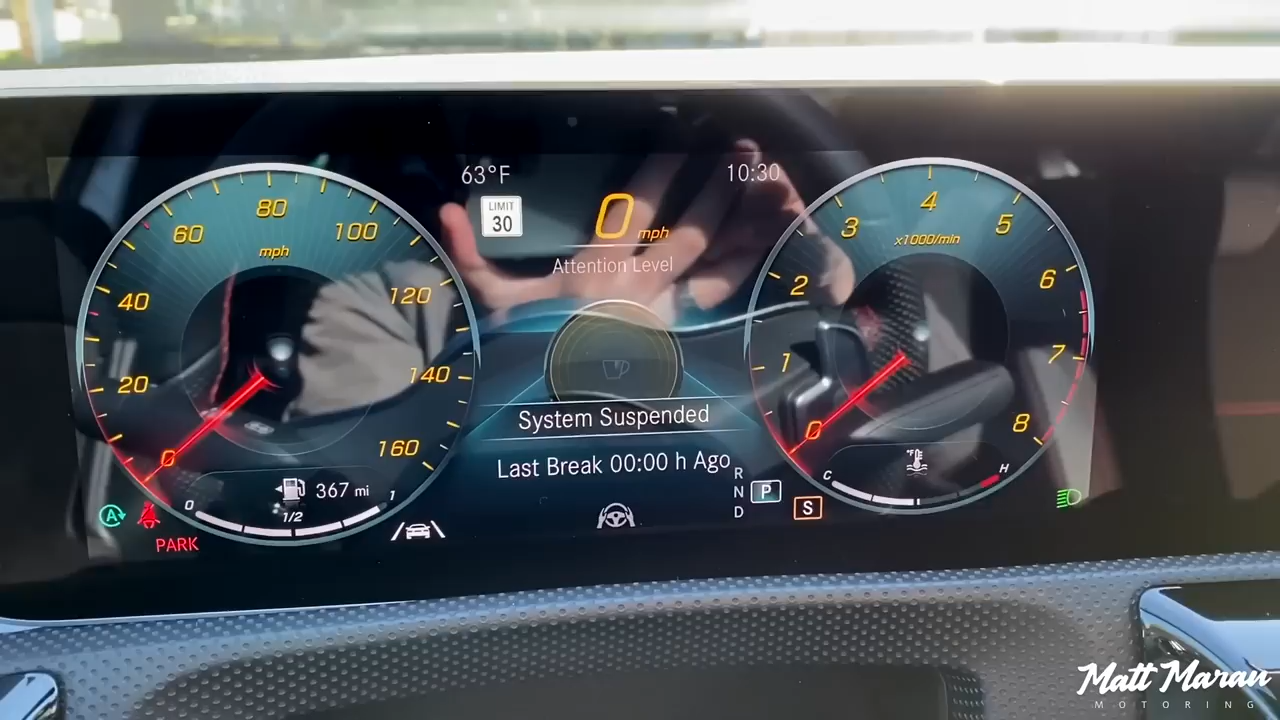 63°F
10:30
LIMIT
30
0 mph
Attention Level
System Suspended
Last Break 00:00 h Ago
0
20
40
60
80
100
120
140
160
mph
367 mi
0
1/2
1
A
PARK
R
N
P
D
S
0
1
2
3
4
5
6
7
8
x1000/min
°F
C
H
Matt Maran
MOTORING